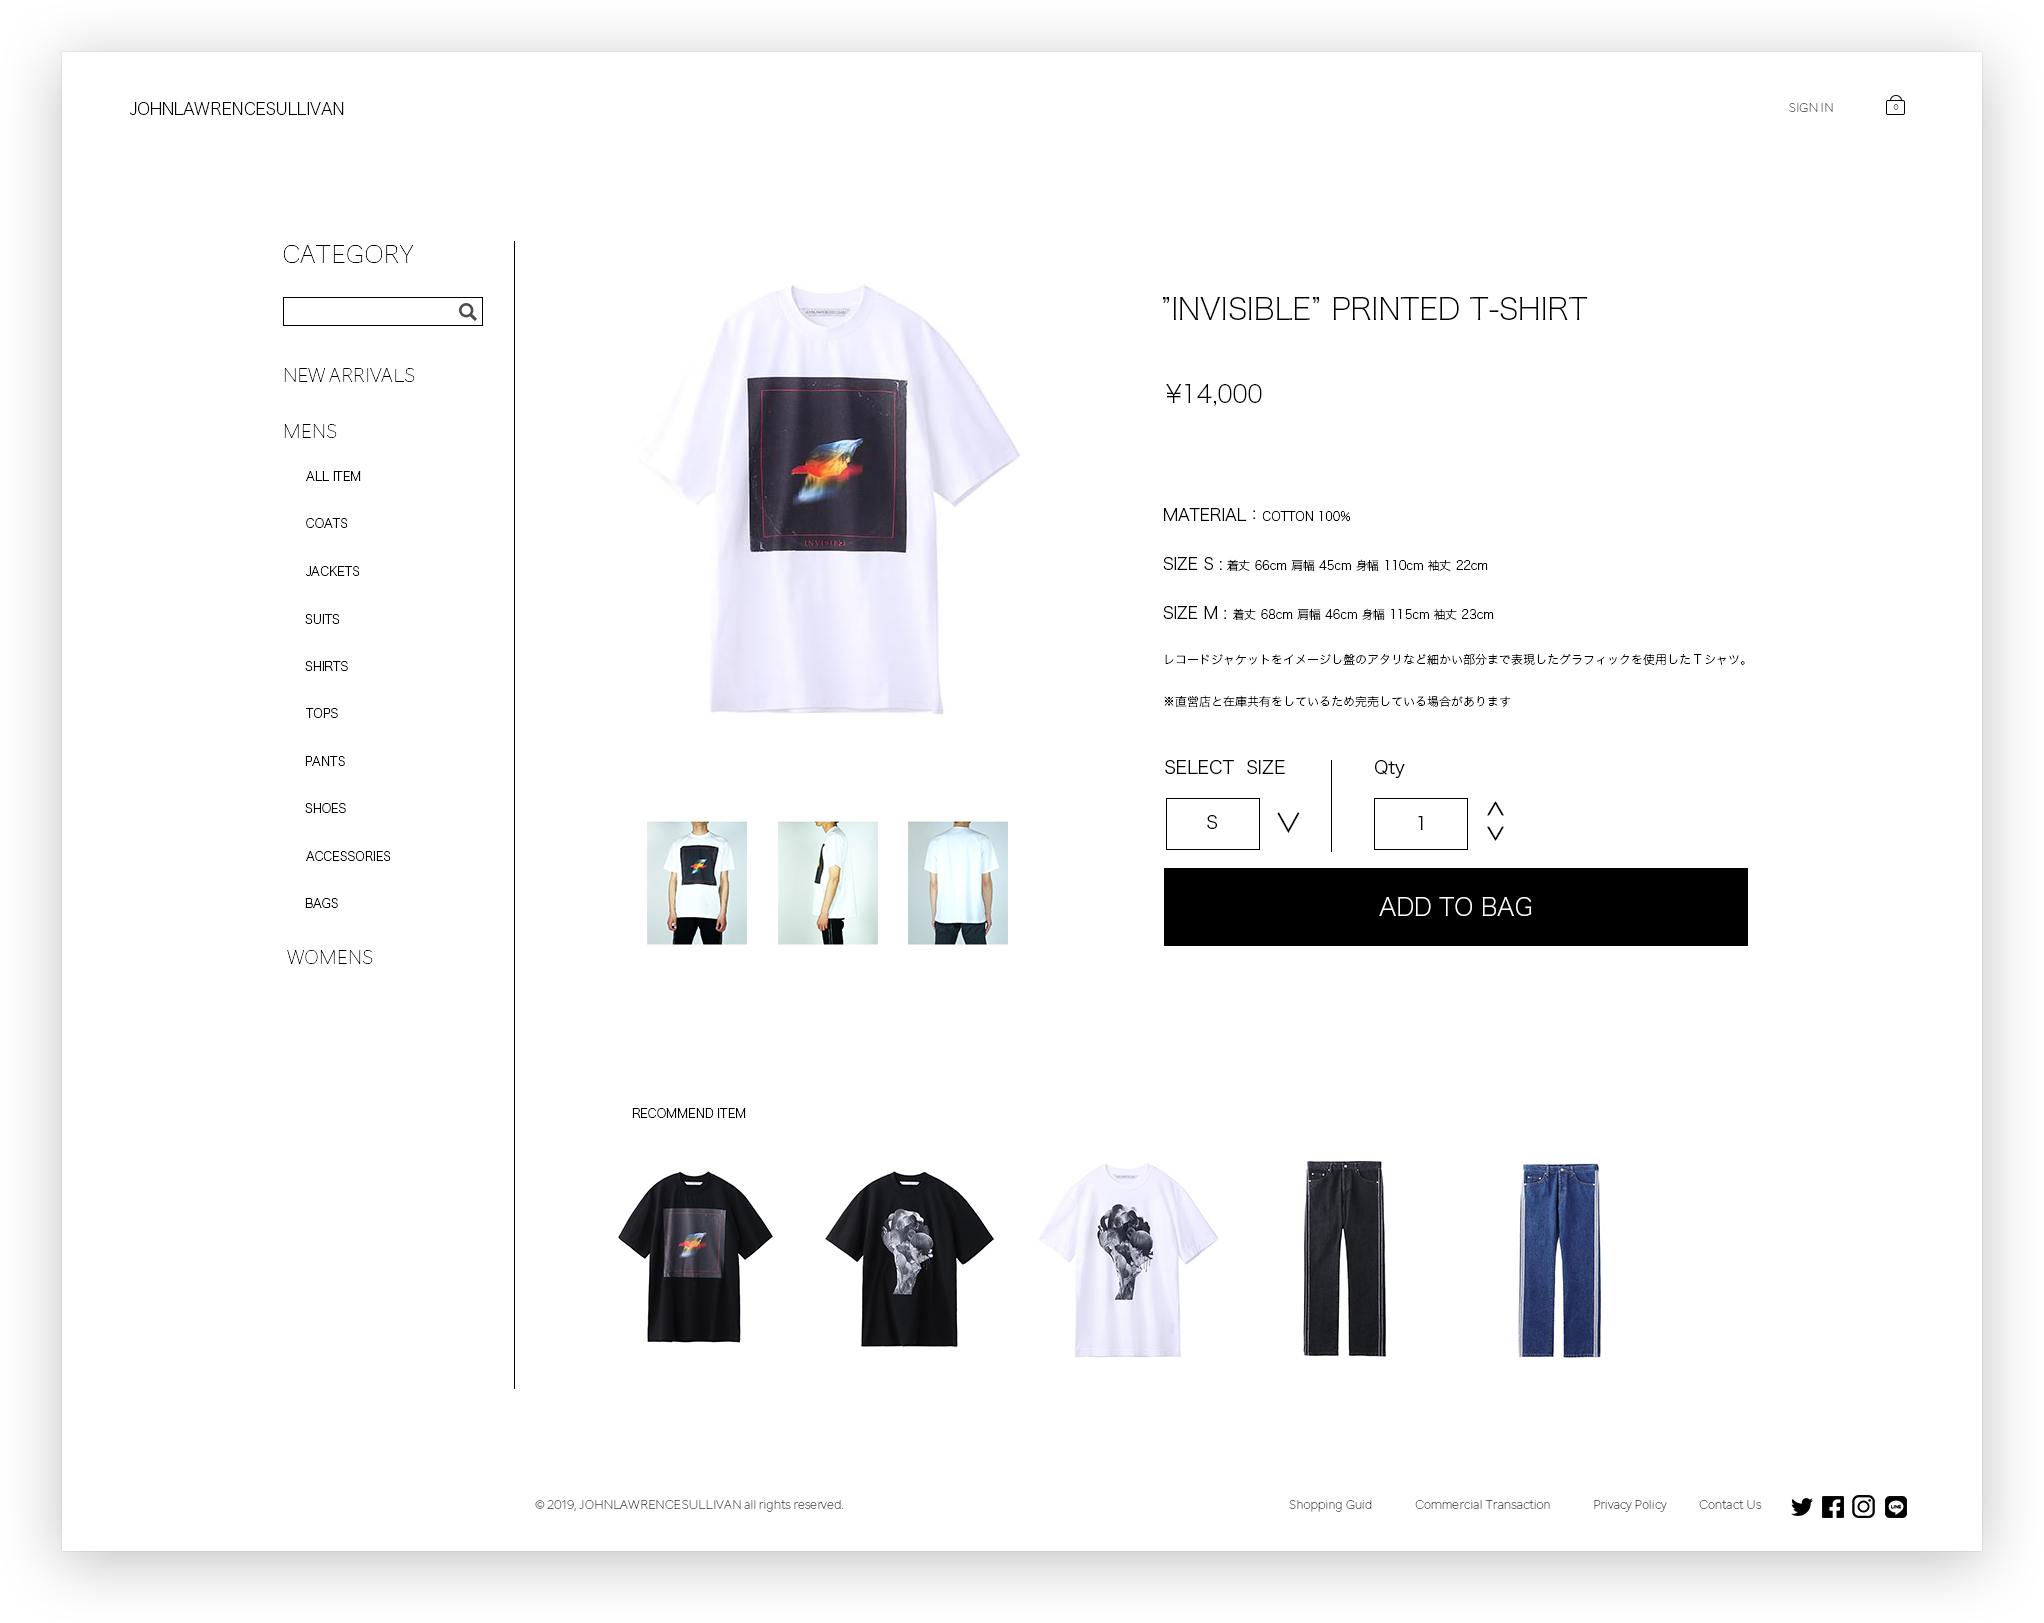 JOHNLAWRENCESULLIVAN
SIGN IN
0
CATEGORY
NEW ARRIVALS
MENS
ALL ITEM
COATS
JACKETS
SUITS
SHIRTS
TOPS
PANTS
SHOES
ACCESSORIES
BAGS
WOMENS
”INVISIBLE” PRINTED T-SHIRT
¥14,000
MATERIAL : COTTON 100%
SIZE S : 着丈 66cm 肩幅 45cm 身幅 110cm 袖丈 22cm
SIZE M : 着丈 68cm 肩幅 46cm 身幅 115cm 袖丈 23cm
レコードジャケットをイメージし盤のアタリなど細かい部分まで表現したグラフィックを使用したTシャツ。
※直営店と在庫共有をしているため完売している場合があります
SELECT SIZE
Qty
S
1
ADD TO BAG
RECOMMEND ITEM
© 2019, JOHNLAWRENCESULLIVAN all rights reserved.
Shopping Guid
Commercial Transaction
Privacy Policy
Contact Us
LINE